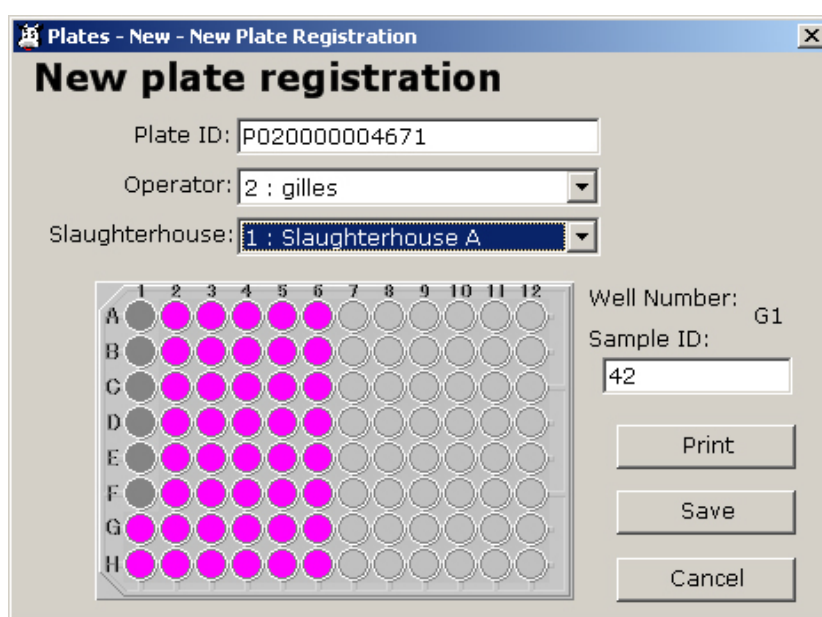 Plates - New - New Plate Registration
New plate registration
Plate ID: P020000004671
Operator: 2 : gilles
Slaughterhouse: 1 : Slaughterhouse A
1 2 3 4 5 6 7 8 9 10 11 12
A
B
C
D
E
F
G
H
Well Number: G1
Sample ID:
42
Print
Save
Cancel